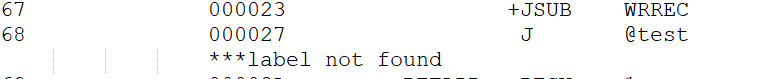 67 000023 +JSUB WRREC
68 000027 J @test
***label not found